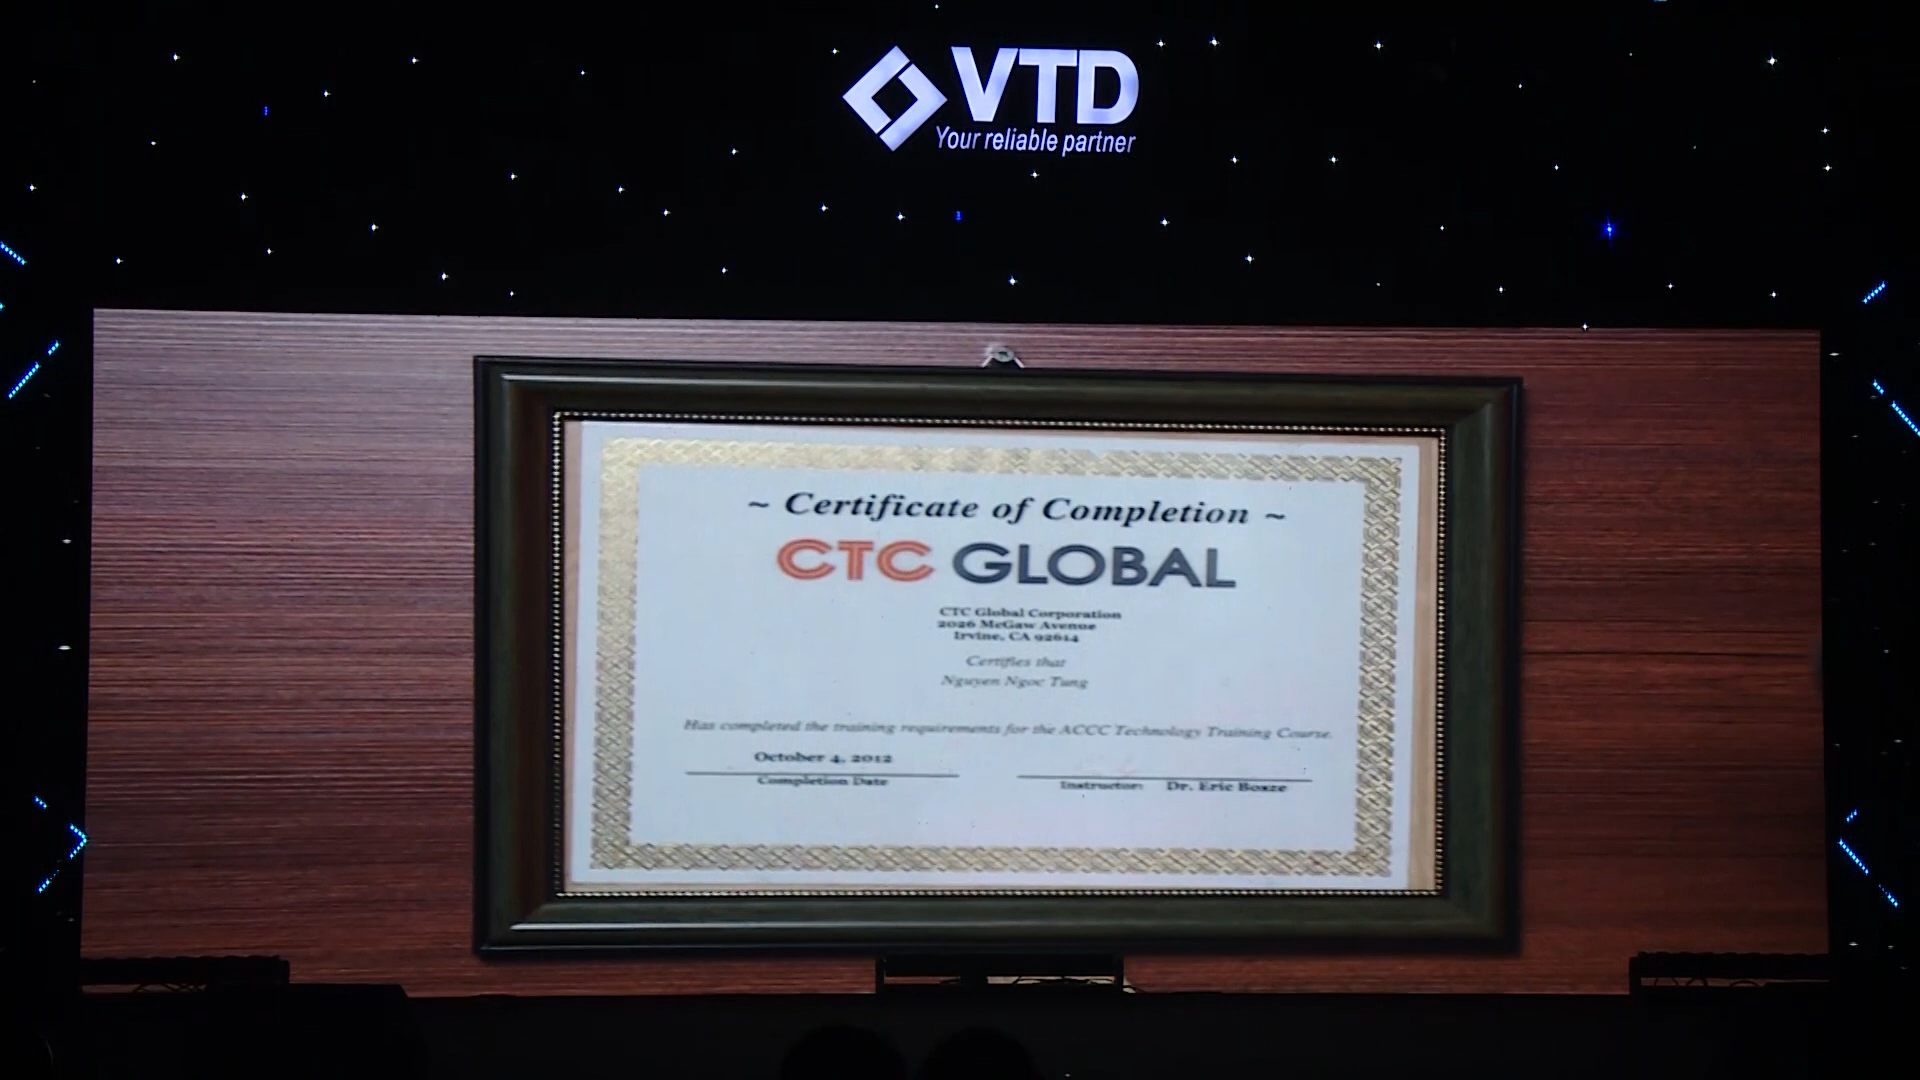 VTD
Your reliable partner
~ Certificate of Completion ~
CTC GLOBAL
CTC Global Corporation
2026 McGaw Avenue
Irvine, CA 92614
Certifies that
Nguyen Ngoc Tung
Has completed the training requirements for the ACCC Technology Training Course.
October 4, 2012
Completion Date
Instructor: Dr. Eric Bosze